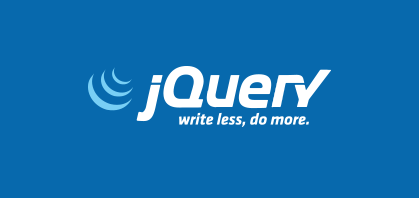 jQuery
write less, do more.